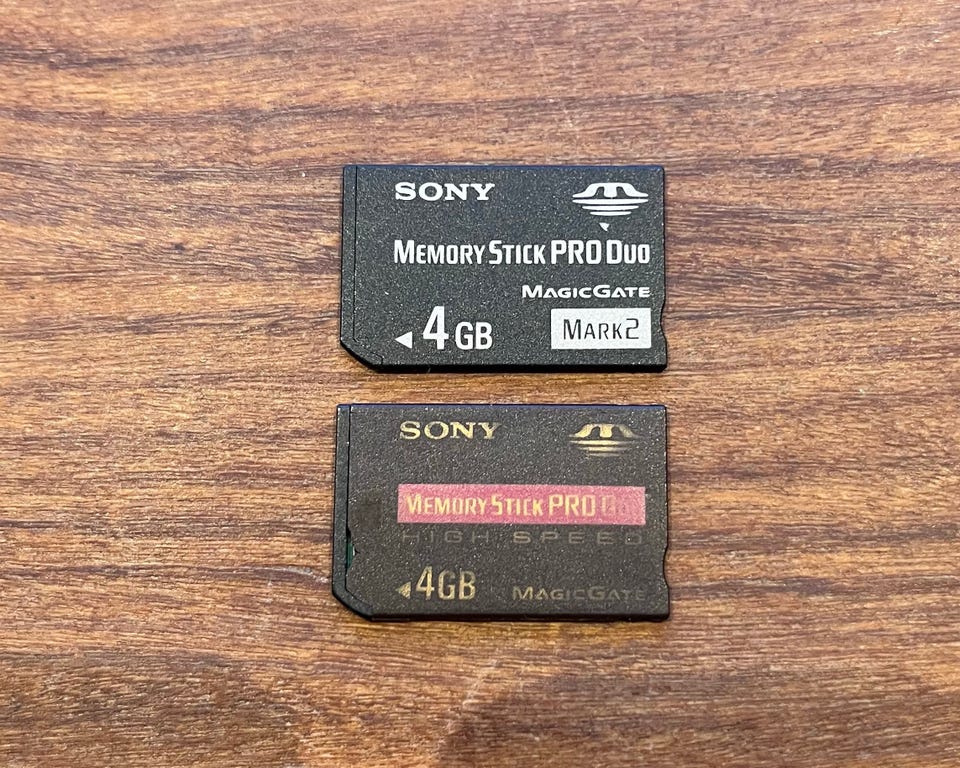 SONY
MEMORY STICK PRO DUO
MAGICGATE
4GB
MARK2
SONY
MEMORY STICK PRO
HIGH SPEED
4GB MAGICGATE